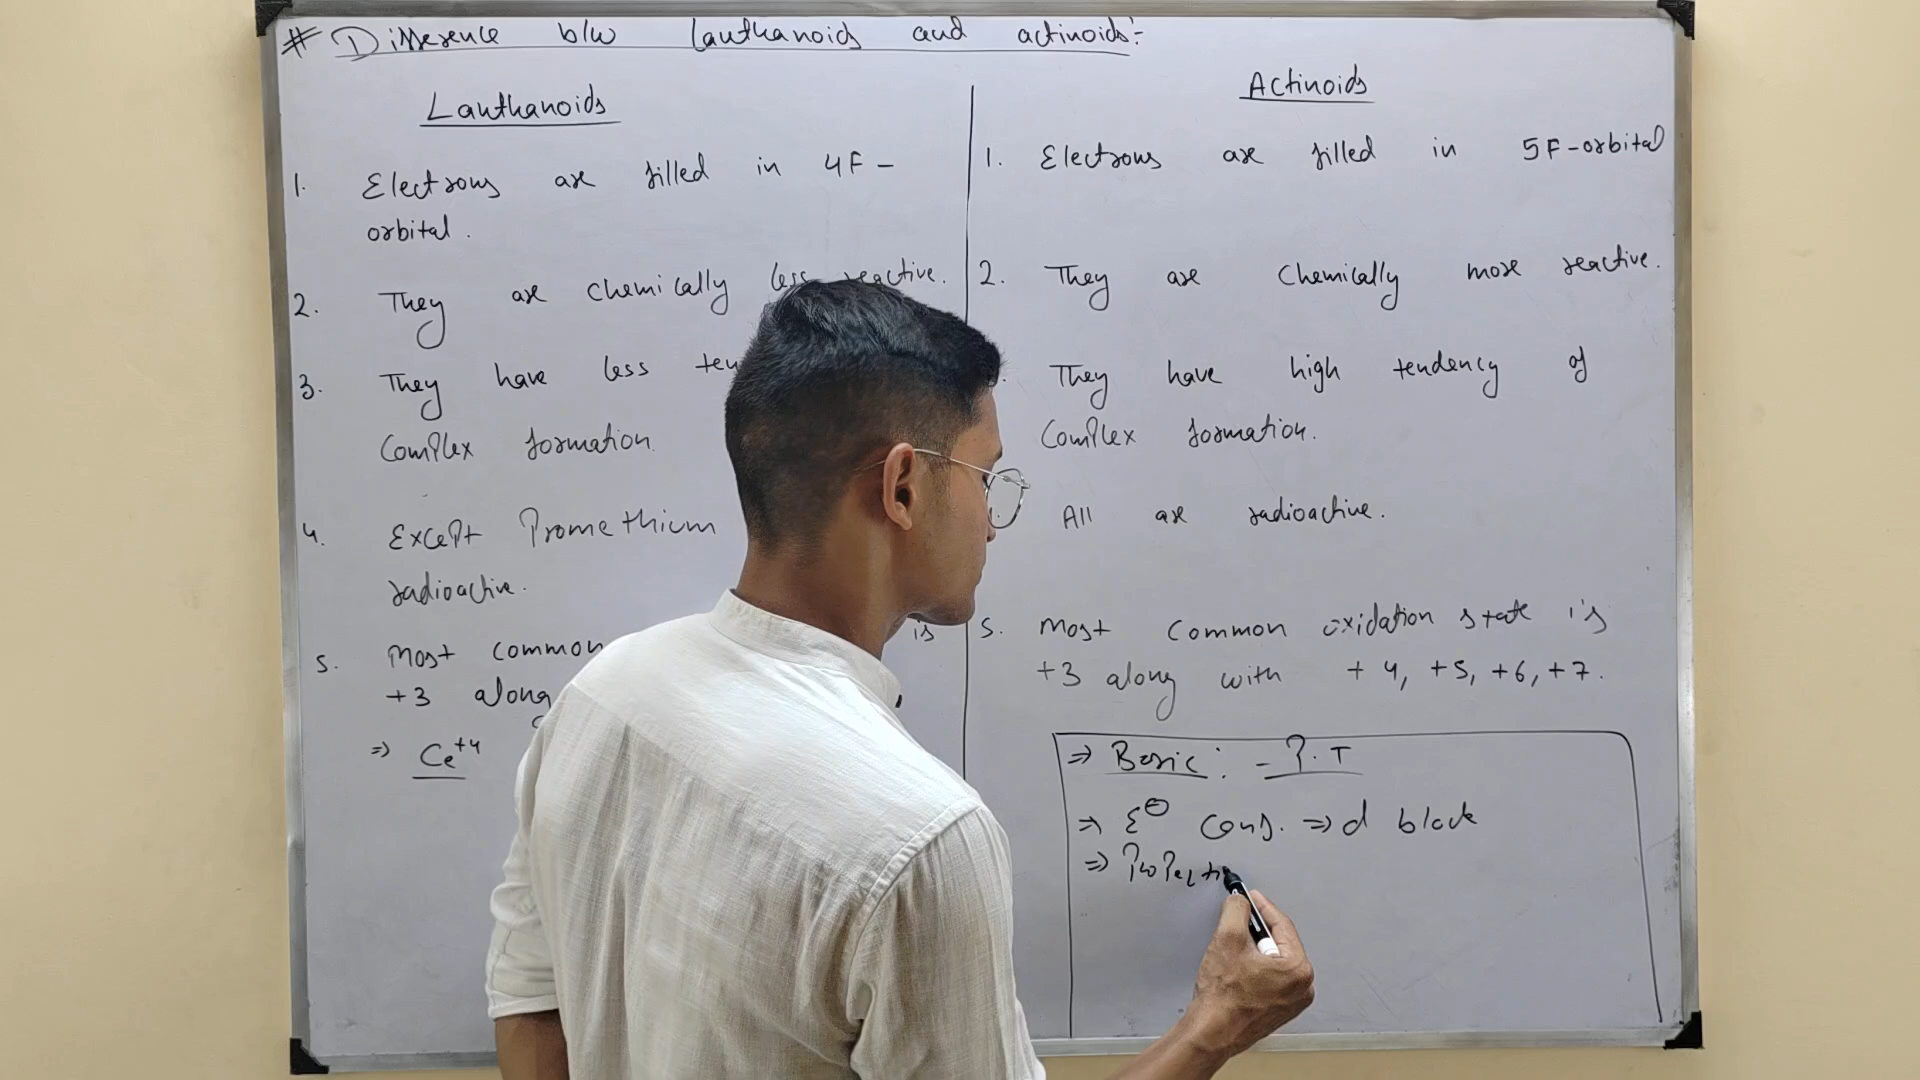 # Difference b/w Lanthanoids and actinoids:-
Lanthanoids
1. Electrons are filled in 4F-
orbital.
2. They are chemically less reactive.
3. They have less
Complex formation
4. Except Promethium
radioactive.
5. Most common is
+3 along
⇒ Ce+4
Actinoids
1. Electrons are filled in 5F-orbital
2. They are Chemically more reactive.
They have high tendency of
Complex formation.
All are radioactive.
5. Most Common oxidation state is
+3 along with +4, +5, +6, +7.
⇒ Basic: - P.T
⇒ Conf. ⇒ d block
⇒ Properti